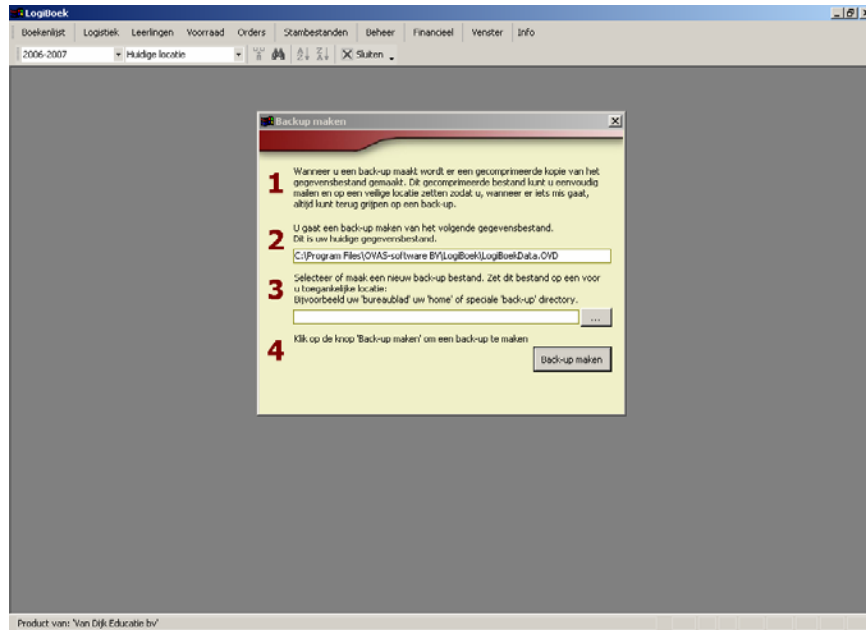 LogiBoek
Boekenlijst Logistiek Leerlingen Voorraad Orders Stambestanden Beheer Financieel Venster Info
2006-2007 Huidige locatie Sluiten
Backup maken
1
Wanneer u een back-up maakt wordt er een gecomprimeerde kopie van het
gegevensbestand gemaakt. Dit gecomprimeerde bestand kunt u eenvoudig
mailen en op een veilige locatie zetten zodat u, wanneer er iets mis gaat,
altijd kunt terug grijpen op een back-up.
2
U gaat een back-up maken van het volgende gegevensbestand.
Dit is uw huidige gegevensbestand.
C:\Program Files\OVAS-software BV\LogiBoek\LogiBoekData.OVD
3
Selecteer of maak een nieuw back-up bestand. Zet dit bestand op een voor
u toegankelijke locatie:
Bijvoorbeeld uw 'bureaublad' uw 'home' of speciale 'back-up' directory.
...
4
Klik op de knop 'Back-up maken' om een back-up te maken
Back-up maken
Product van: 'Van Dijk Educatie bv'